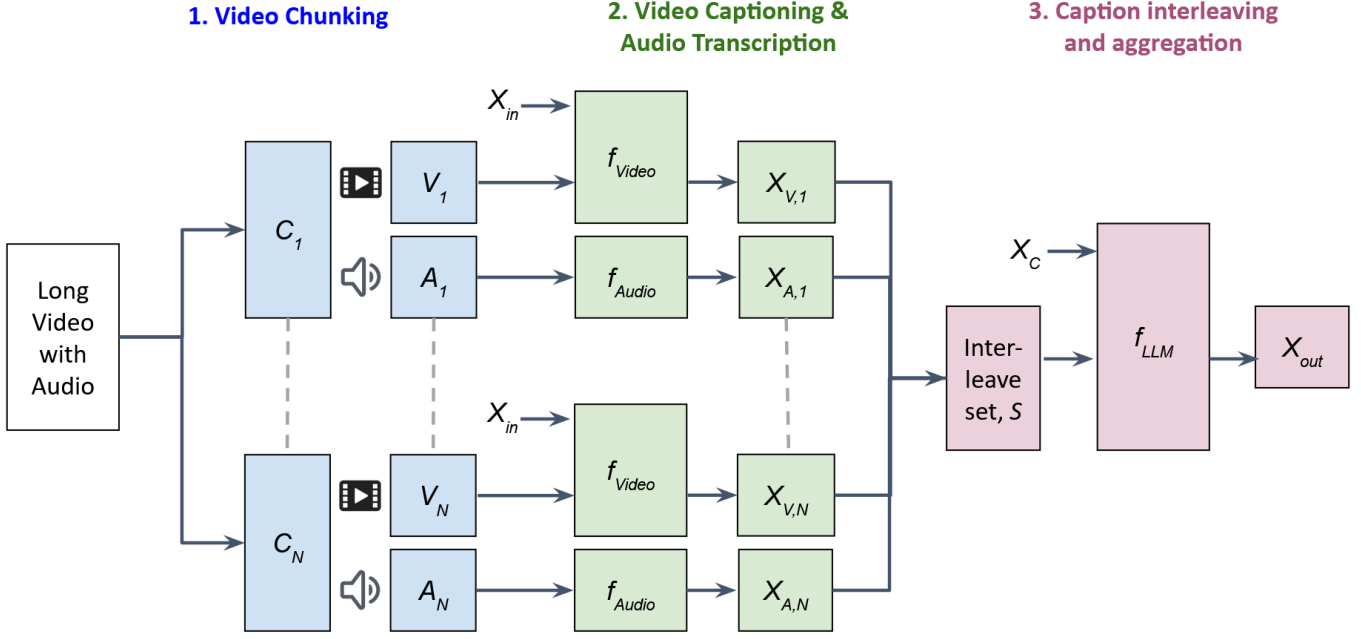 1. Video Chunking
2. Video Captioning &
Audio Transcription
3. Caption interleaving
and aggregation
Long
Video
with
Audio
C_1
V_1
A_1
X_in
f_Video
f_Audio
X_V,1
X_A,1
C_N
V_N
A_N
X_in
f_Video
f_Audio
X_V,N
X_A,N
Inter-
leave
set, S
X_C
f_LLM
X_out